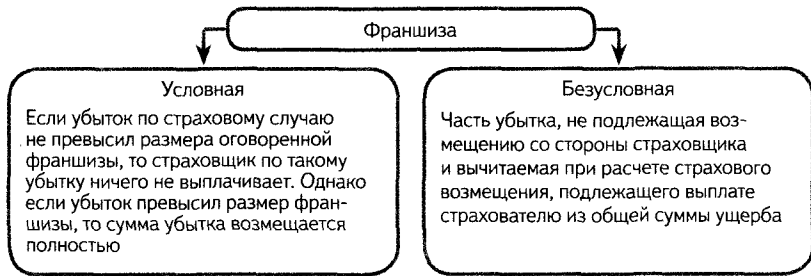 Франшиза
Условная
Если убыток по страховому случаю
не превысил размера оговоренной
франшизы, то страховщик по такому
убытку ничего не выплачивает. Однако
если убыток превысил размер фран-
шизы, то сумма убытка возмещается
полностью
Безусловная
Часть убытка, не подлежащая воз-
мещению со стороны страховщика
и вычитаемая при расчете страхового
возмещения, подлежащего выплате
страхователю из общей суммы ущерба